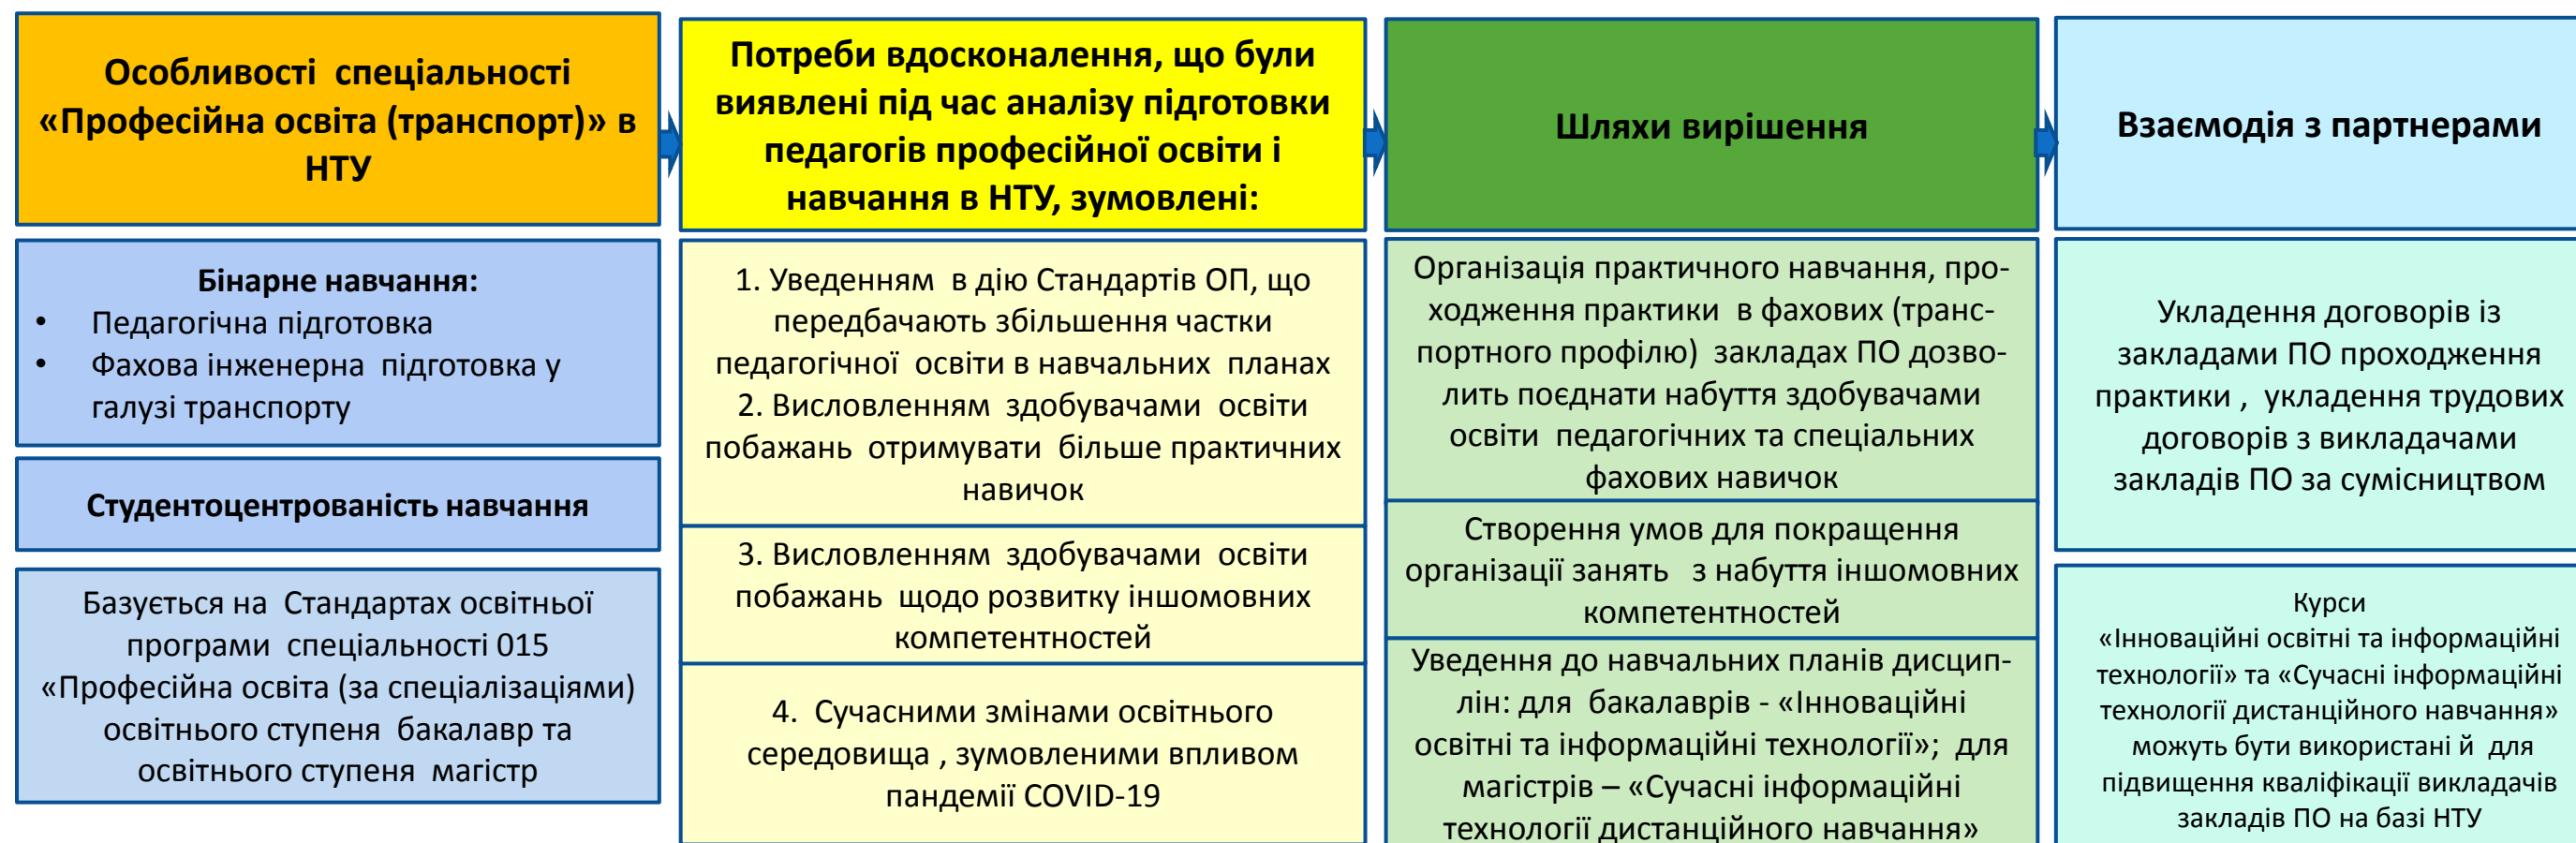 Особливості спеціальності
«Професійна освіта (транспорт)» в
НТУ
Бінарне навчання:
• Педагогічна підготовка
• Фахова інженерна підготовка у
галузі транспорту
Студентоцентрованість навчання
Базується на Стандартах освітньої
програми спеціальності 015
«Професійна освіта (за спеціалізаціями)
освітнього ступеня бакалавр та
освітнього ступеня магістр
Потреби вдосконалення, що були
виявлені під час аналізу підготовки
педагогів професійної освіти і
навчання в НТУ, зумовлені:
1. Уведенням в дію Стандартів ОП, що
передбачають збільшення частки
педагогічної освіти в навчальних планах
2. Висловленням здобувачами освіти
побажань отримувати більше практичних
навичок
3. Висловленням здобувачами освіти
побажань щодо розвитку іншомовних
компетентностей
4. Сучасними змінами освітнього
середовища , зумовленими впливом
пандемії COVID-19
Шляхи вирішення
Організація практичного навчання, про-
ходження практики в фахових (транс-
портного профілю) закладах ПО дозво-
лить поєднати набуття здобувачами
освіти педагогічних та спеціальних
фахових навичок
Створення умов для покращення
організації занять з набуття іншомовних
компетентностей
Уведення до навчальних планів дисцип-
лін: для бакалаврів - «Інноваційні
освітні та інформаційні технології»; для
магістрів – «Сучасні інформаційні
технології дистанційного навчання»
Взаємодія з партнерами
Укладення договорів із
закладами ПО проходження
практики , укладення трудових
договорів з викладачами
закладів ПО за сумісництвом
Курси
«Інноваційні освітні та інформаційні
технології» та «Сучасні інформаційні
технології дистанційного навчання»
можуть бути використані й для
підвищення кваліфікації викладачів
закладів ПО на базі НТУ